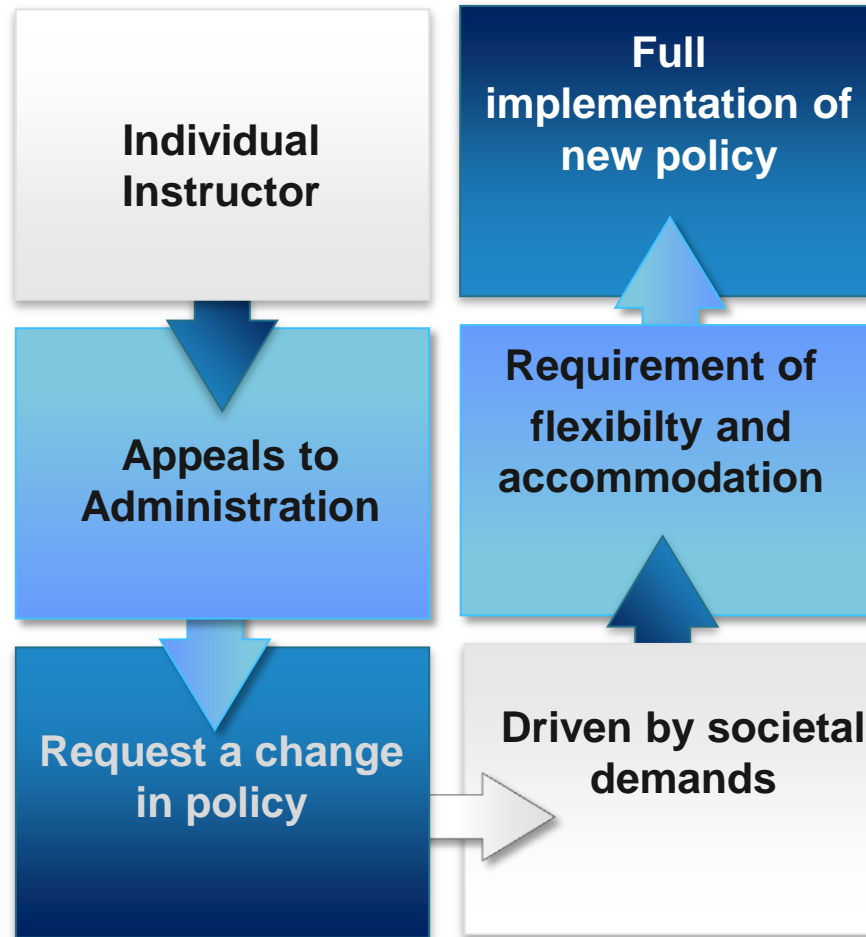 Individual
Instructor
Appeals to
Administration
Request a change
in policy
Driven by societal
demands
Requirement of
flexibilty and
accommodation
Full
implementation of
new policy